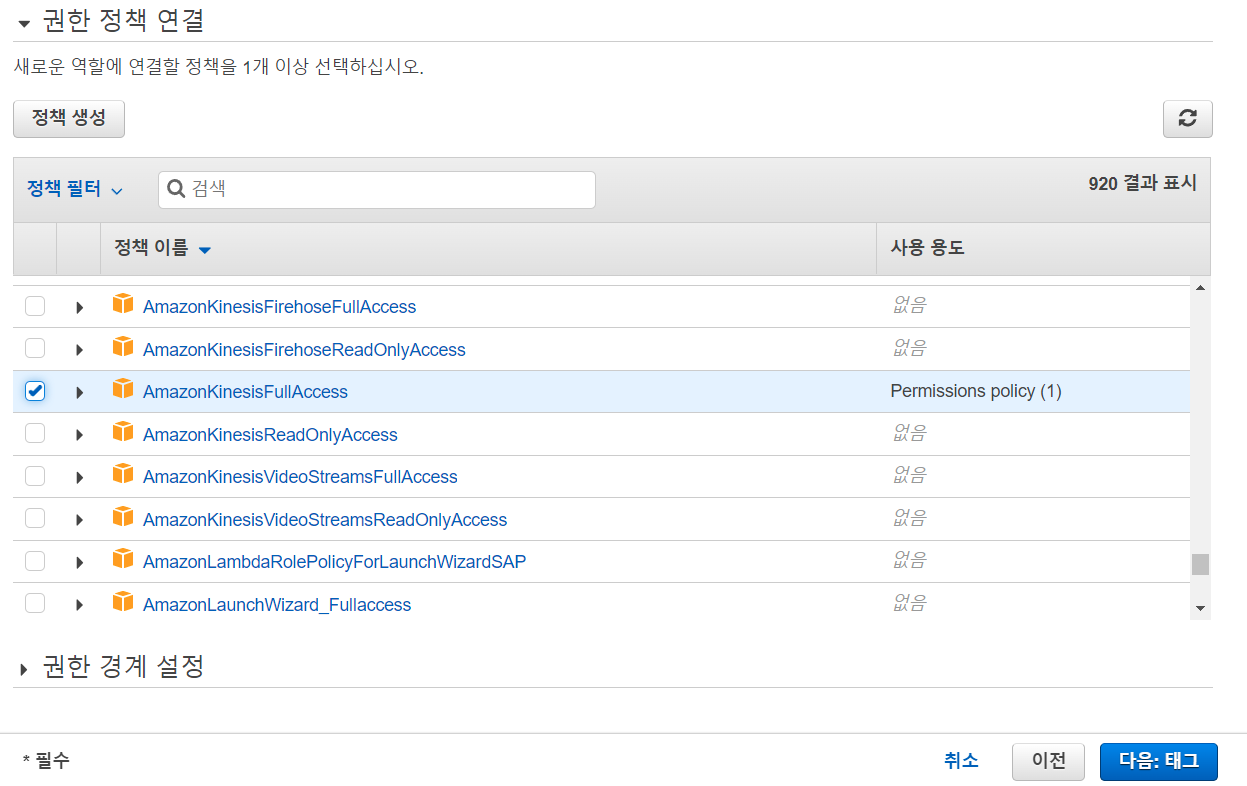 권한 정책 연결
새로운 역할에 연결할 정책을 1개 이상 선택하십시오.
정책 생성
정책 필터 검색 920 결과 표시
정책 이름 사용 용도
AmazonKinesisFirehoseFullAccess 없음
AmazonKinesisFirehoseReadOnlyAccess 없음
AmazonKinesisFullAccess Permissions policy (1)
AmazonKinesisReadOnlyAccess 없음
AmazonKinesisVideoStreamsFullAccess 없음
AmazonKinesisVideoStreamsReadOnlyAccess 없음
AmazonLambdaRolePolicyForLaunchWizardSAP 없음
AmazonLaunchWizard_Fullaccess 없음
권한 경계 설정
* 필수 취소 이전 다음: 태그